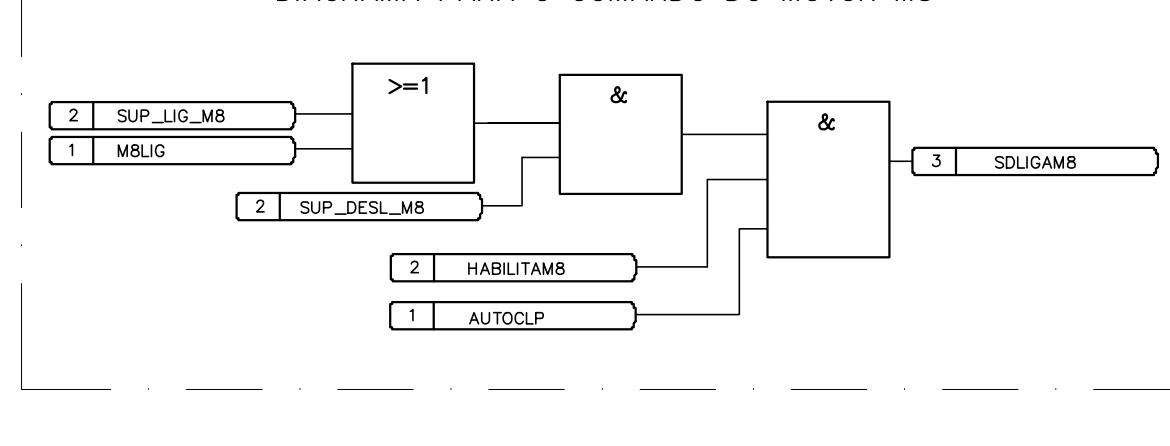 >=1
&
&
2 SUP_LIG_M8
1 M8LIG
3 SDLIGAM8
2 SUP_DESL_M8
2 HABILITAM8
1 AUTOCLP